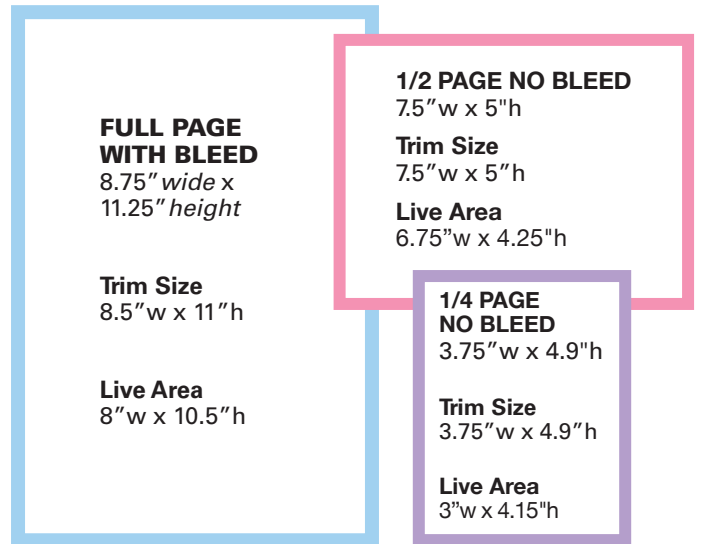 FULL PAGE
WITH BLEED
8.75″ wide x
11.25″ height
Trim Size
8.5″w x 11″h
Live Area
8″w x 10.5″h
1/2 PAGE NO BLEED
7.5″w x 5"h
Trim Size
7.5″w x 5″h
Live Area
6.75”w x 4.25"h
1/4 PAGE
NO BLEED
3.75″w x 4.9"h
Trim Size
3.75″w x 4.9″h
Live Area
3”w x 4.15"h